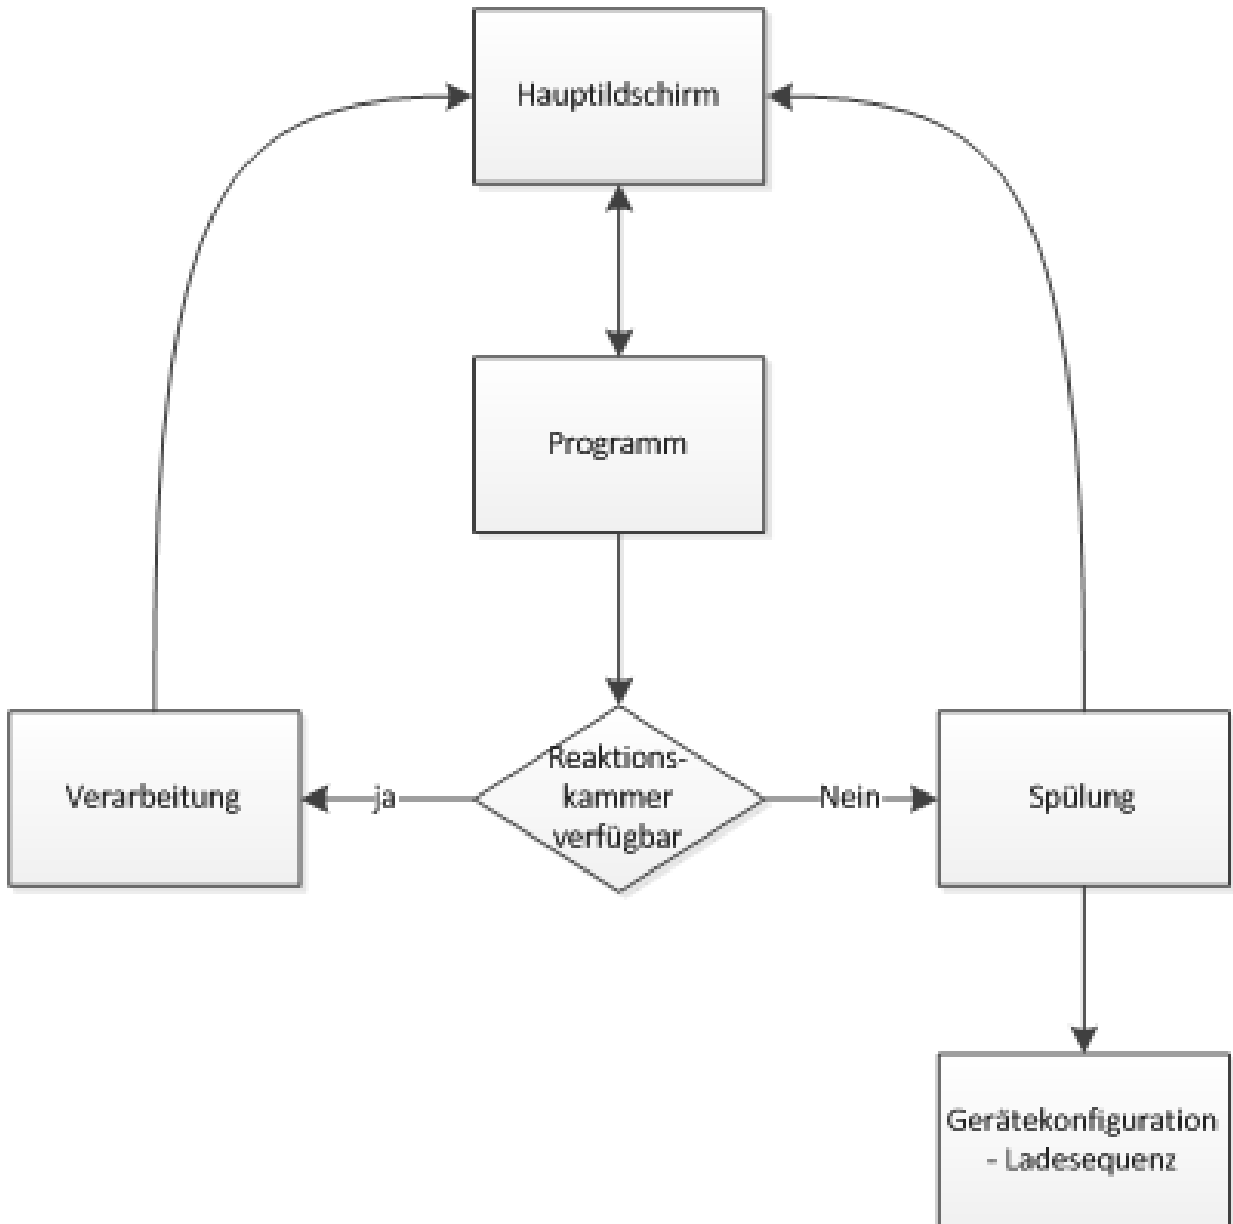 Hauptildschirm
Programm
Reaktions-
kammer
verfügbar
Verarbeitung
ja
Nein
Spülung
Gerätekonfiguration
- Ladesequenz